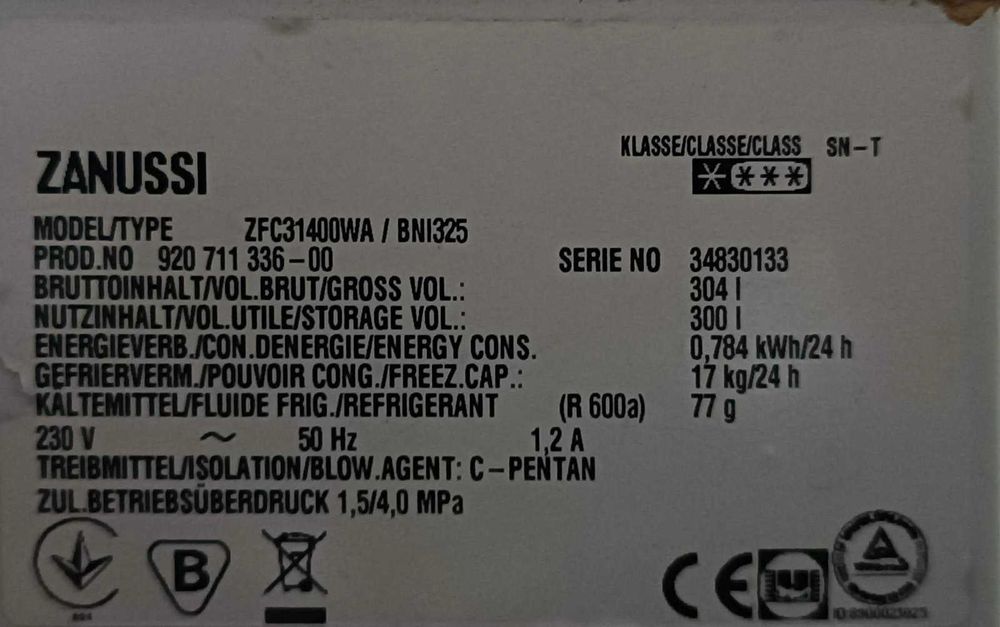 KLASSE/CLASSE/CLASS SN-T
ZANUSSI
MODEL/TYPE ZFC31400WA / BNI325
PROD.NO 920 711 336-00 SERIE NO 34830133
BRUTTOINHALT/VOL.BRUT/GROSS VOL.: 304 l
NUTZINHALT/VOL.UTILE/STORAGE VOL.: 300 l
ENERGIEVERB./CON.DENERGIE/ENERGY CONS. 0,784 kWh/24 h
GEFRIERVERM./POUVOIR CONG./FREEZ.CAP.: 17 kg/24 h
KALTEMITTEL/FLUIDE FRIG./REFRIGERANT (R 600a) 77 g
230 V ~ 50 Hz 1,2 A
TREIBMITTEL/ISOLATION/BLOW.AGENT: C-PENTAN
ZUL.BETRIEBSÜBERDRUCK 1,5/4,0 MPa
B CE